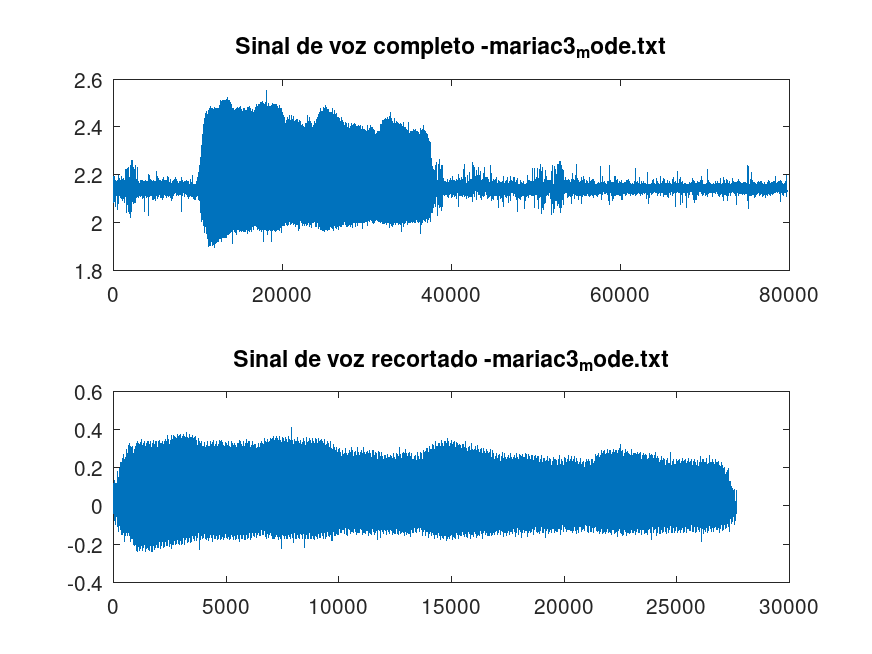 Sinal de voz completo -mariac3mode.txt
2.6
2.4
2.2
2
1.8
0 20000 40000 60000 80000
Sinal de voz recortado -mariac3mode.txt
0.6
0.4
0.2
0
-0.2
-0.4
0 5000 10000 15000 20000 25000 30000